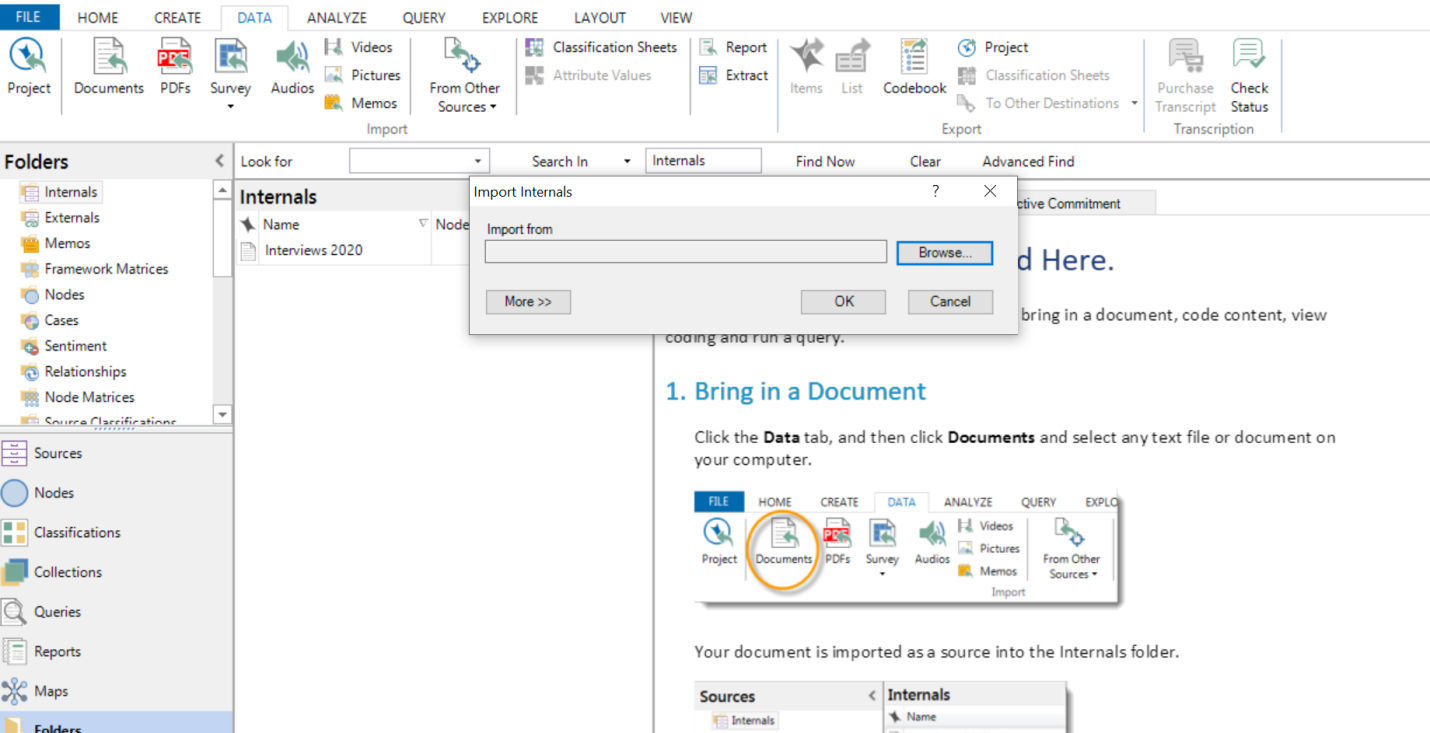 FILE HOME CREATE DATA ANALYZE QUERY EXPLORE LAYOUT VIEW
Project
Documents
PDFs
Survey
Audios
Videos
Pictures
Memos
From Other
Sources
Import
Classification Sheets
Attribute Values
Report
Extract
Items
List
Codebook
Project
Classification Sheets
To Other Destinations
Export
Purchase
Transcript
Check
Status
Transcription
Folders
Look for Search In Internals Find Now Clear Advanced Find
Internals
Externals
Memos
Framework Matrices
Nodes
Cases
Sentiment
Relationships
Node Matrices
Source Classifications
Sources
Nodes
Classifications
Collections
Queries
Reports
Maps
Folders
Internals
Name Node
Interviews 2020
Import Internals ?
Import from
Browse...
More >> OK Cancel
ctive Commitment
d Here.
bring in a document, code content, view
coding and run a query.
1. Bring in a Document
Click the Data tab, and then click Documents and select any text file or document on
your computer.
FILE HOME CREATE DATA ANALYZE QUERY EXPLO
Project
Documents
PDFs
Survey
Audios
Videos
Pictures
Memos
From Other
Sources
Import
Your document is imported as a source into the Internals folder.
Sources
Internals
Internals
Name